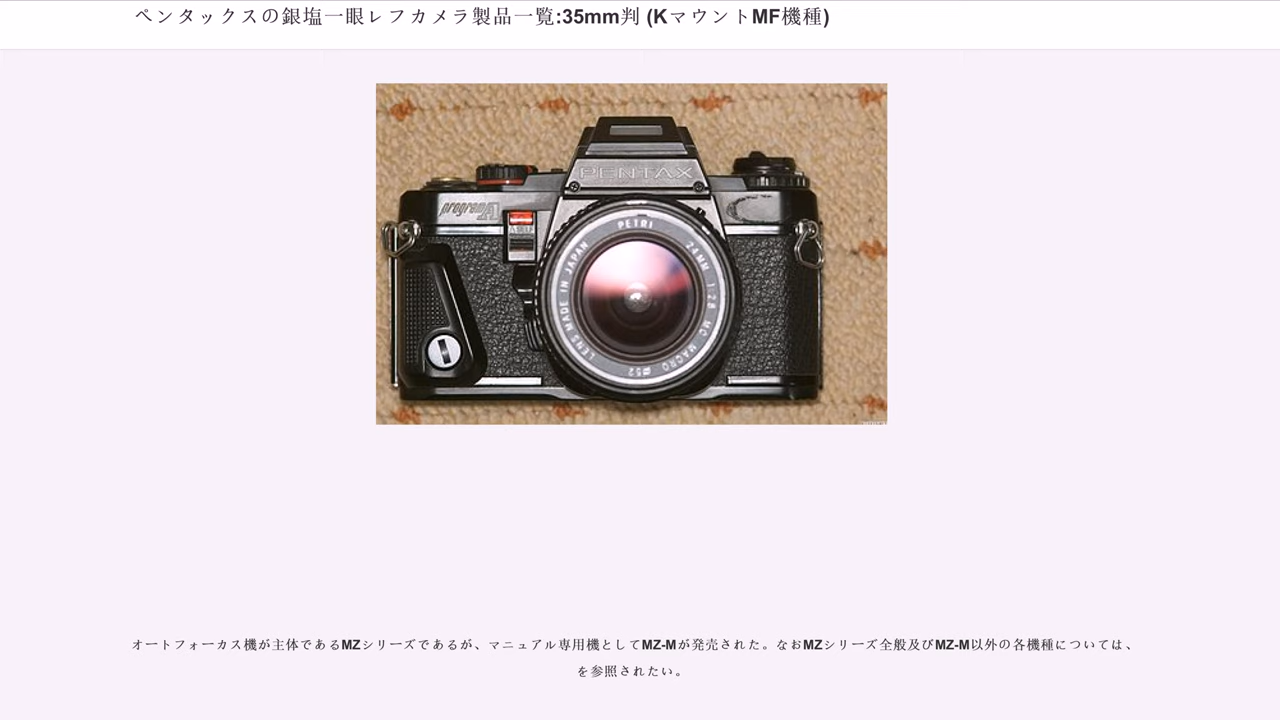 ペンタックスの銀塩一眼レフカメラ製品一覧:35mm判 (KマウントMF機種)
PENTAX
program A
PETRI 24MM 1:2.8 MC MACRO ⌀52 LENS MADE IN JAPAN
オートフォーカス機が主体であるMZシリーズであるが、マニュアル専用機としてMZ-Mが発売された。なおMZシリーズ全般及びMZ-M以外の各機種については、
を参照されたい。